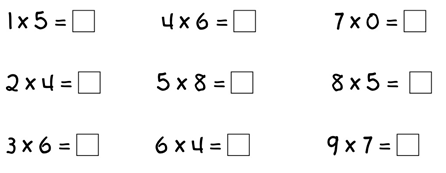 1 x 5 = □ 4 x 6 = □ 7 x 0 = □
2 x 4 = □ 5 x 8 = □ 8 x 5 = □
3 x 6 = □ 6 x 4 = □ 9 x 7 = □